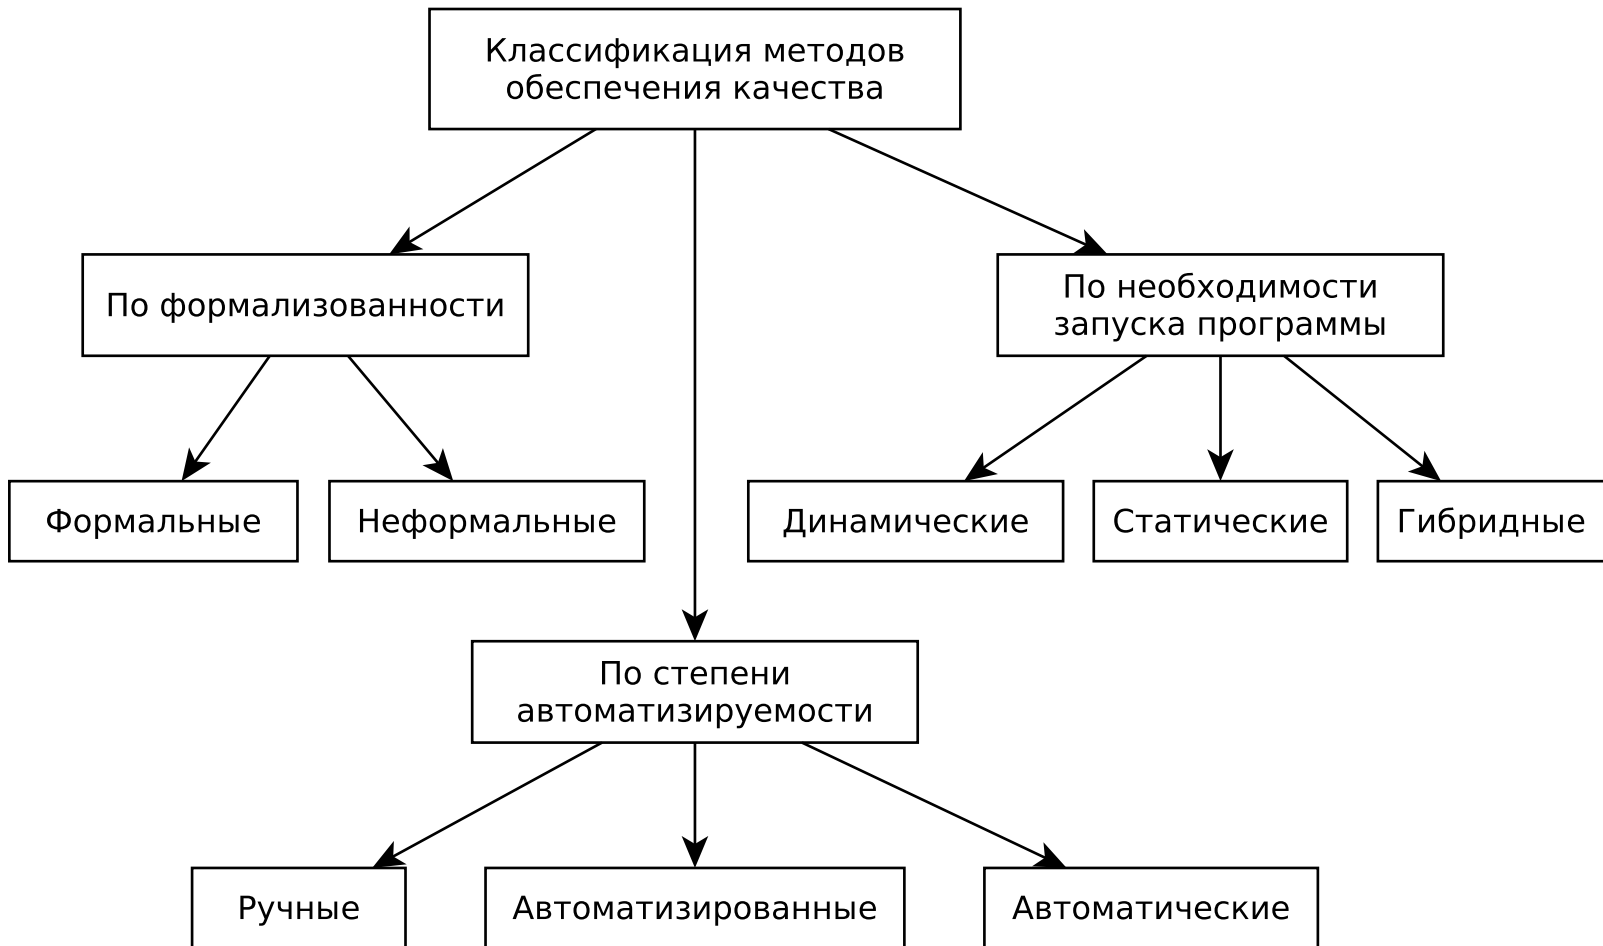 Классификация методов
обеспечения качества
По формализованности
По необходимости
запуска программы
Формальные
Неформальные
Динамические
Статические
Гибридные
По степени
автоматизируемости
Ручные
Автоматизированные
Автоматические